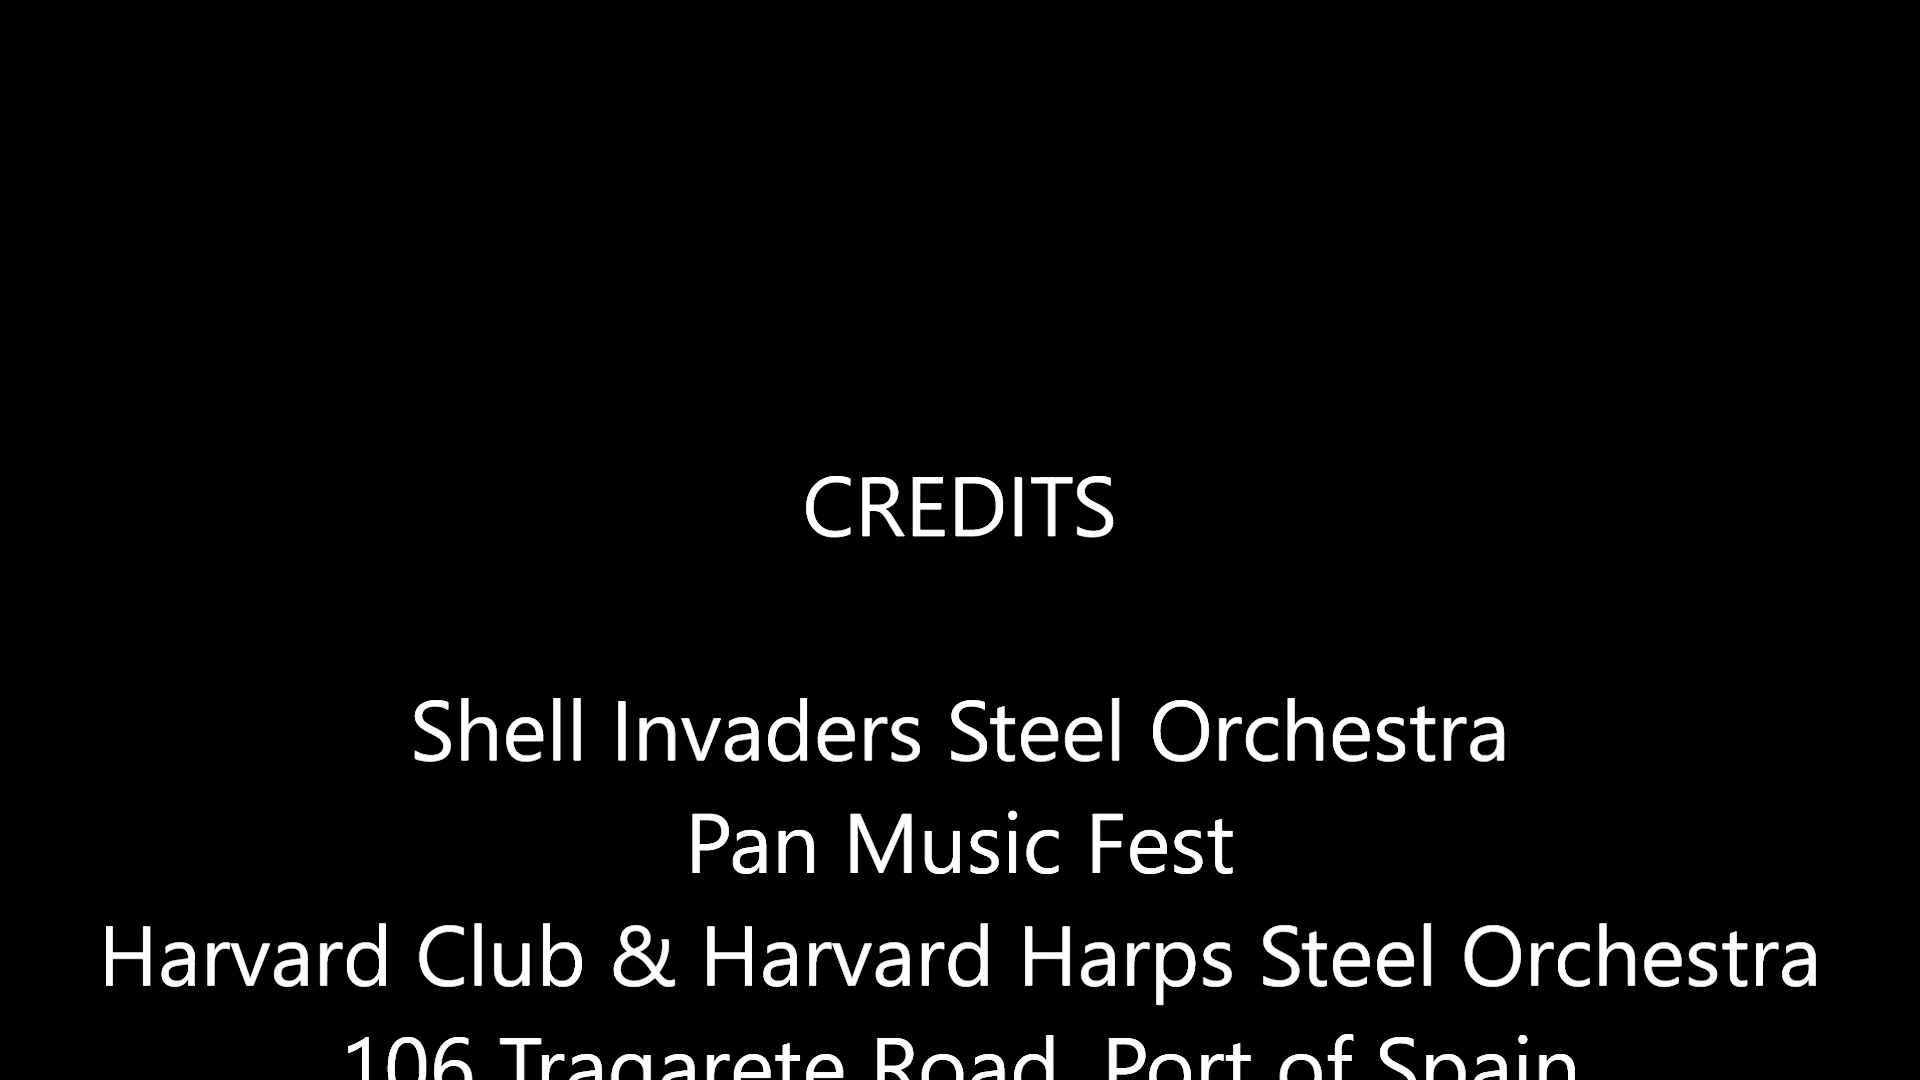 CREDITS
Shell Invaders Steel Orchestra
Pan Music Fest
Harvard Club & Harvard Harps Steel Orchestra
106 Tragarete Road, Port of Spain